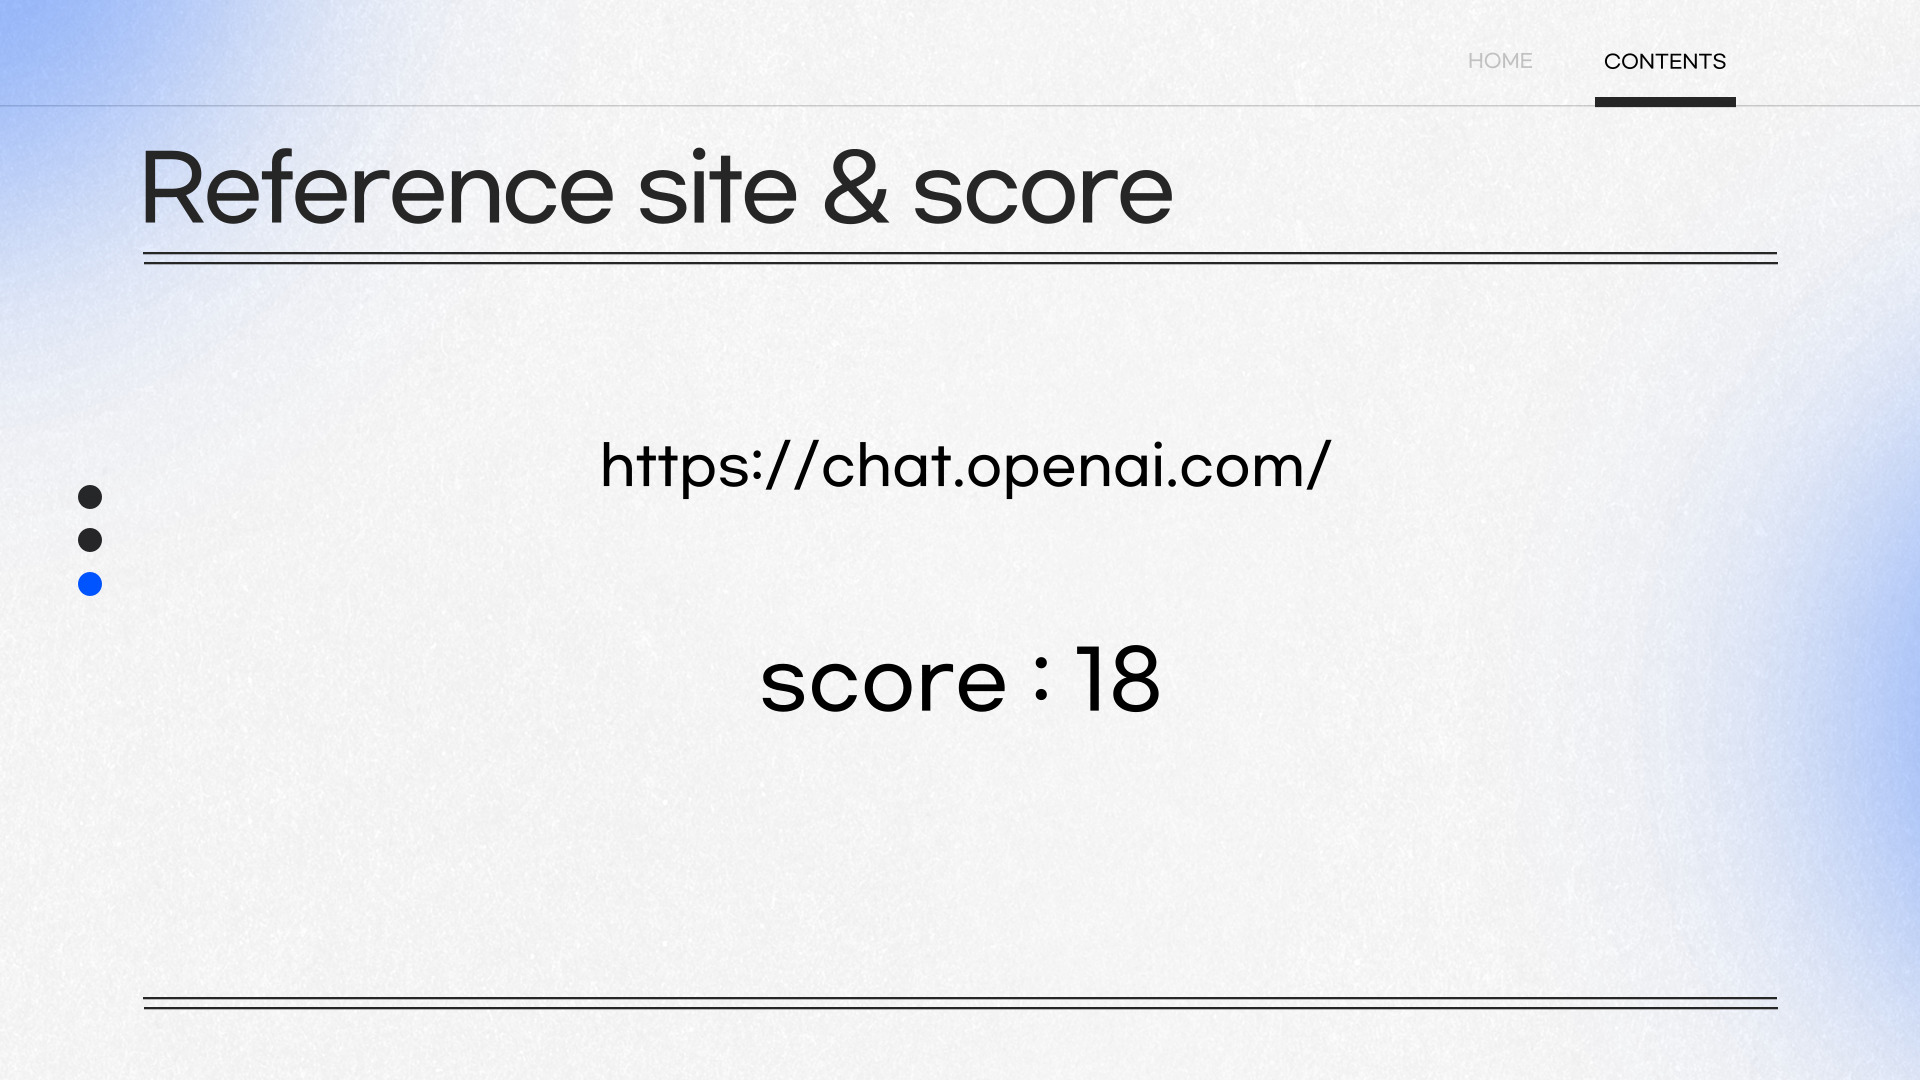 HOME
CONTENTS
Reference site & score
https://chat.openai.com/
score : 18